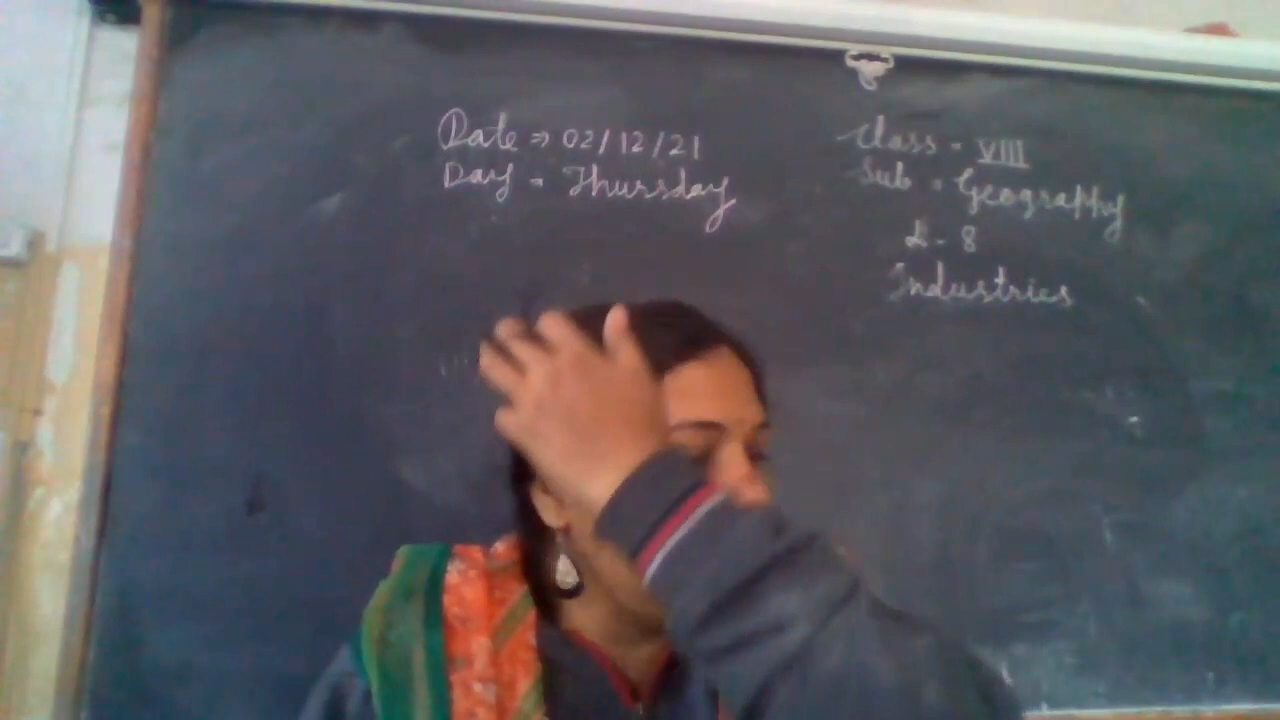 Date ⇒ 02/12/21
Day = Thursday
Class - VIII
Sub - Geography
L - 8
Industries